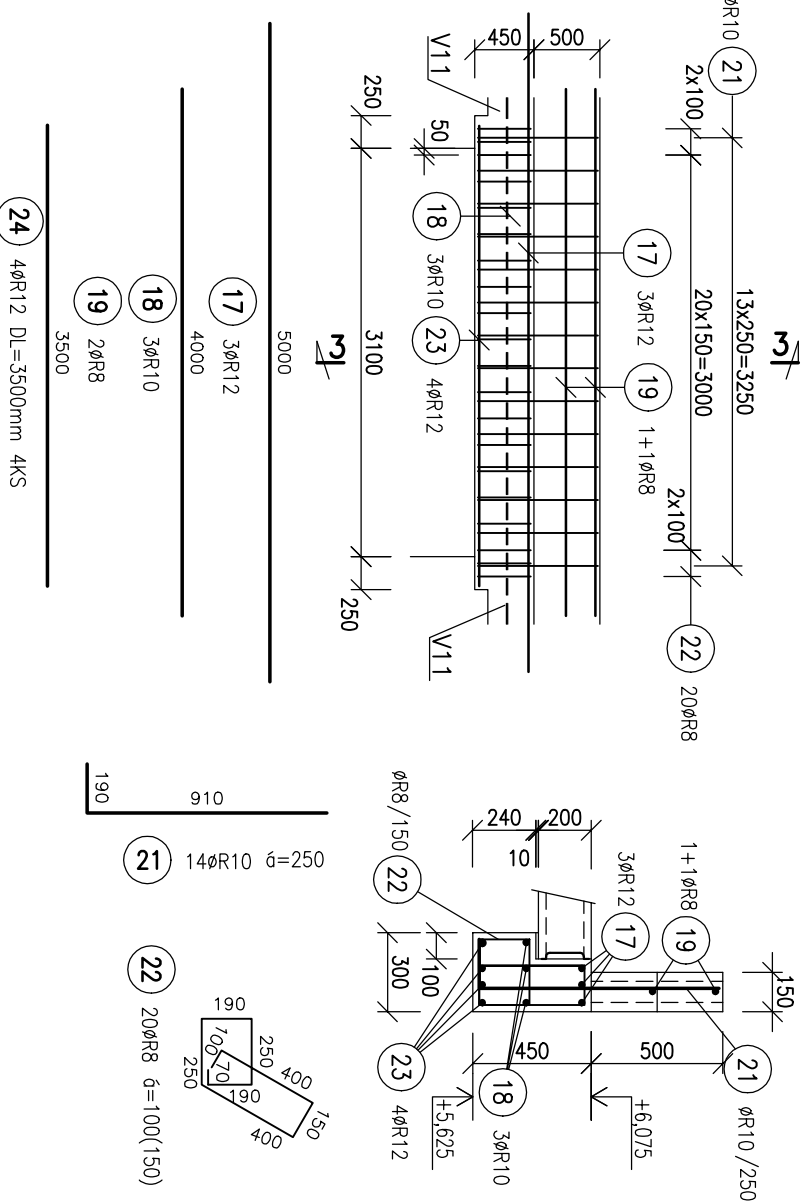 øR10
21
2x100
13x250=3250
20x150=3000
2x100
22
20øR8
3
450
500
17
3øR12
19
1+1øR8
V11
250
50
18
3øR10
23
4øR12
3100
V11
250
3
5000
17
3øR12
4000
18
3øR10
19
2øR8
3500
24
4øR12 DL=3500mm 4KS
150
500
450
1+1øR8
19
21
øR10/250
+6,075
+5,625
3øR12
17
240
200
10
øR8/150
22
100
300
18
3øR10
23
4øR12
190
910
21
14øR10 á=250
22
20øR8 á=100(150)
190
250
100
70
190
250
400
150
400